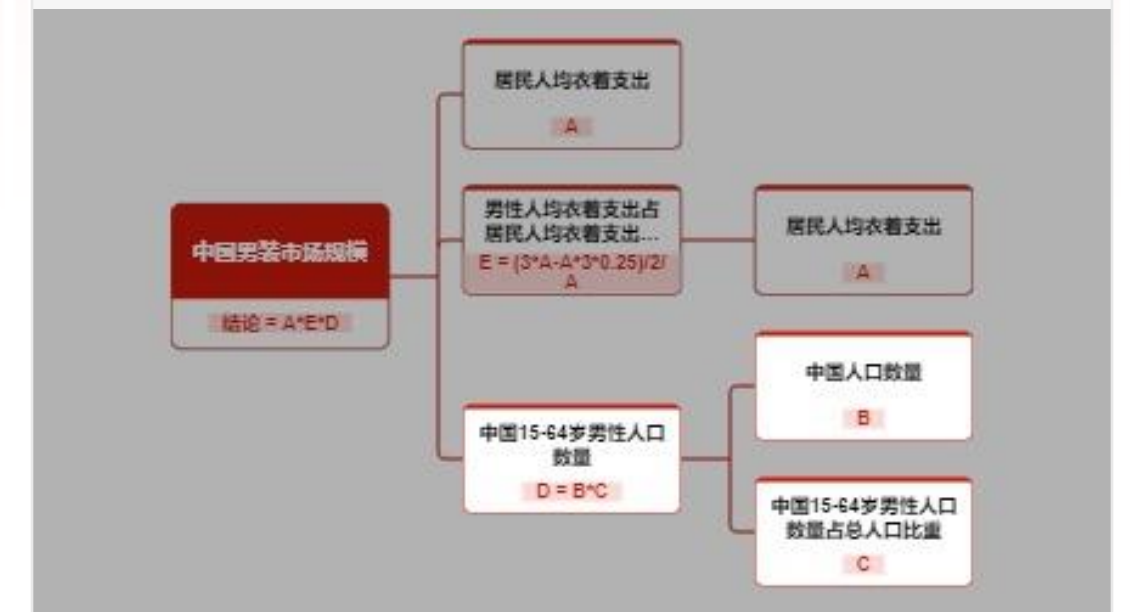 居民人均衣着支出
A
男性人均衣着支出占
居民人均衣着支出...
E = (3*A-A*3*0.25)/2/
A
居民人均衣着支出
A
中国男装市场规模
结论 = A*E*D
中国人口数量
B
中国15-64岁男性人口
数量
D = B*C
中国15-64岁男性人口
数量占总人口比重
C